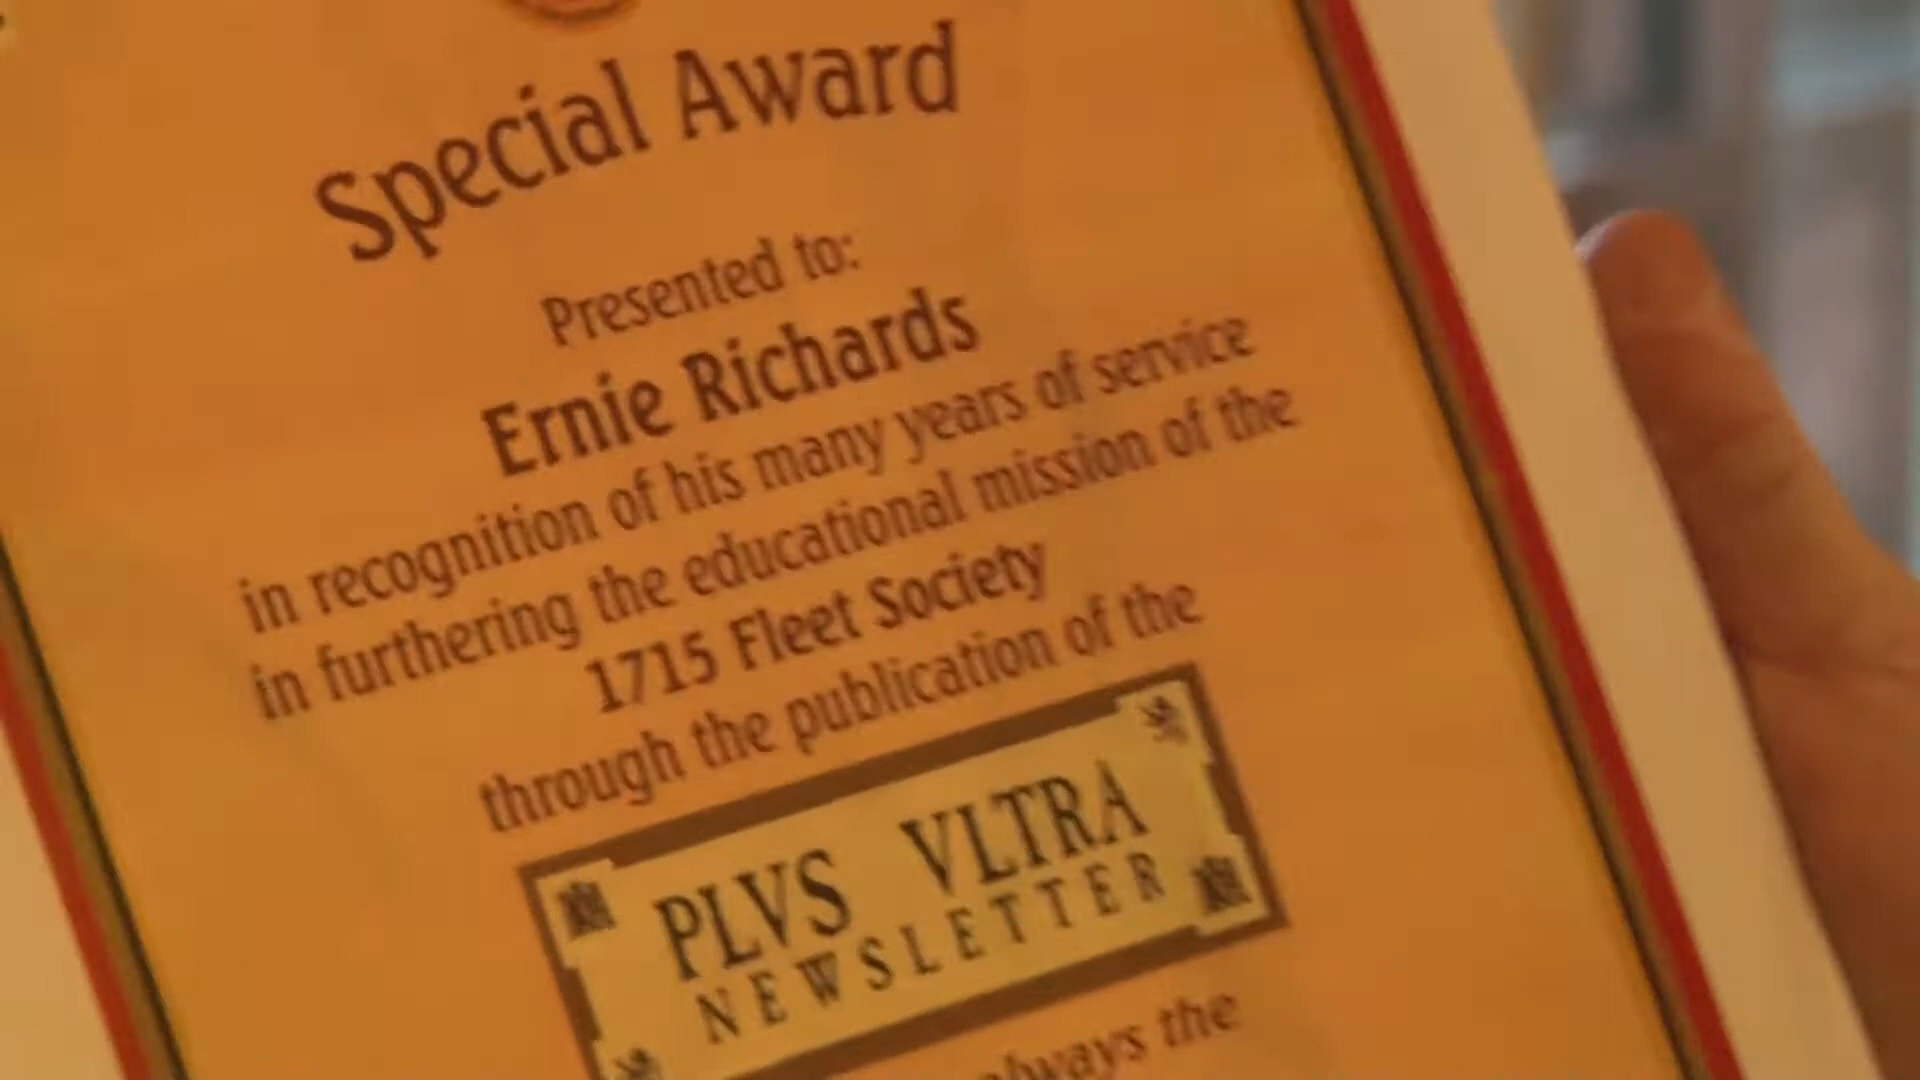 Special Award
Presented to:
Ernie Richards
in recognition of his many years of service
in furthering the educational mission of the
1715 Fleet Society
through the publication of the
PLVS VLTRA
NEWSLETTER
always the